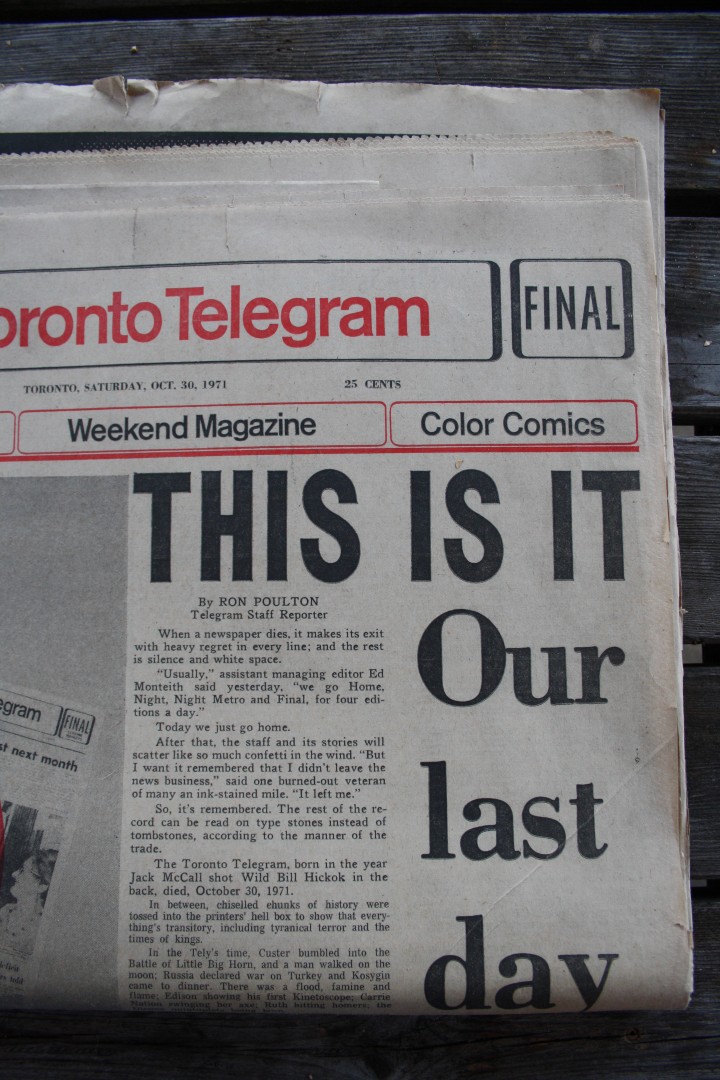 oronto Telegram
FINAL
TORONTO, SATURDAY, OCT. 30, 1971 25 CENTS
Weekend Magazine
Color Comics
THIS IS IT
Our
last
day
By RON POULTON
Telegram Staff Reporter
When a newspaper dies, it makes its exit
with heavy regret in every line; and the rest
is silence and white space.
"Usually," assistant managing editor Ed
Monteith said yesterday, "we go Home,
Night, Night Metro and Final, for four edi-
tions a day."
Today we just go home.
After that, the staff and its stories will
scatter like so much confetti in the wind. "But
I want it remembered that I didn't leave the
news business," said one burned-out veteran
of many an ink-stained mile. "It left me."
So, it's remembered. The rest of the re-
cord can be read on type stones instead of
tombstones, according to the manner of the
trade.
The Toronto Telegram, born in the year
Jack McCall shot Wild Bill Hickok in the
back, died, October 30, 1971.
In between, chiselled chunks of history were
tossed into the printers' hell box to show that every-
thing's transitory, including tyranical terror and the
times of kings.
In the Tely's time, Custer bumbled into the
Battle of Little Big Horn, and a man walked on the
moon; Russia declared war on Turkey and Kosygin
came to dinner. There was a flood, famine and
flame; Edison showing his first Kinetoscope; Carrie
Nation swinging her axe; Ruth hitting homers, the
egram
FINAL
st next month